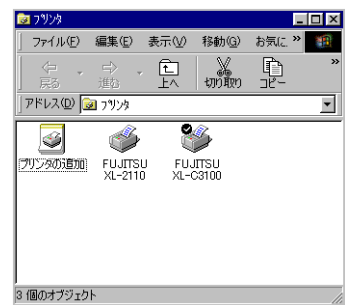 ﾌﾟﾘﾝﾀ
ファイル(F) 編集(E) 表示(V) 移動(G) お気に »
戻る 進む 上へ 切り取り コピー »
アドレス(D) ﾌﾟﾘﾝﾀ
プリンタの追加 FUJITSU FUJITSU
XL-2110 XL-C3100
3 個のオブジェクト